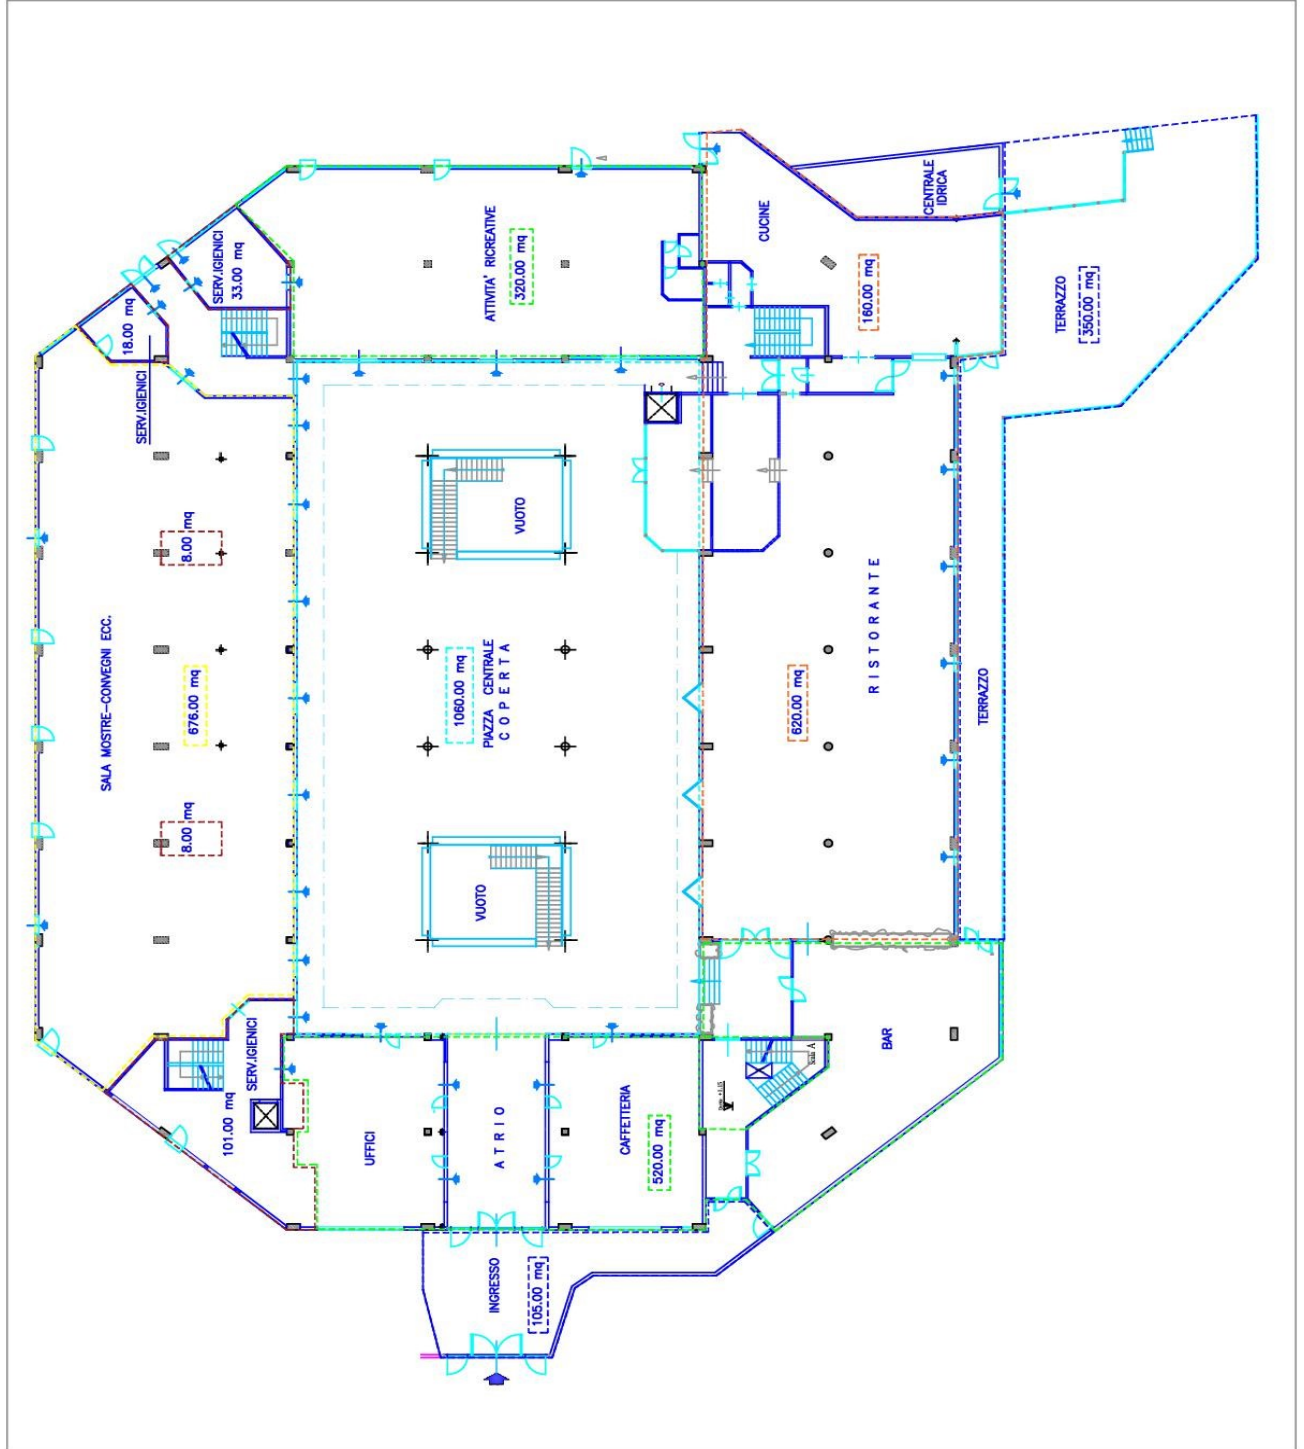 CENTRALE
IDRICA
CUCINE
SERV.IGIENICI
33.00 mq
ATTIVITA' RICREATIVE
320.00 mq
160.00 mq
TERRAZZO
350.00 mq
18.00 mq
SERV.IGIENICI
VUOTO
8.00 mq
RISTORANTE
SALA MOSTRE-CONVEGNI ECC.
676.00 mq
1060.00 mq
PIAZZA CENTRALE
COPERTA
620.00 mq
TERRAZZO
8.00 mq
VUOTO
BAR
SERV.IGIENICI
101.00 mq
UFFICI
ATRIO
CAFFETTERIA
520.00 mq
INGRESSO
105.00 mq